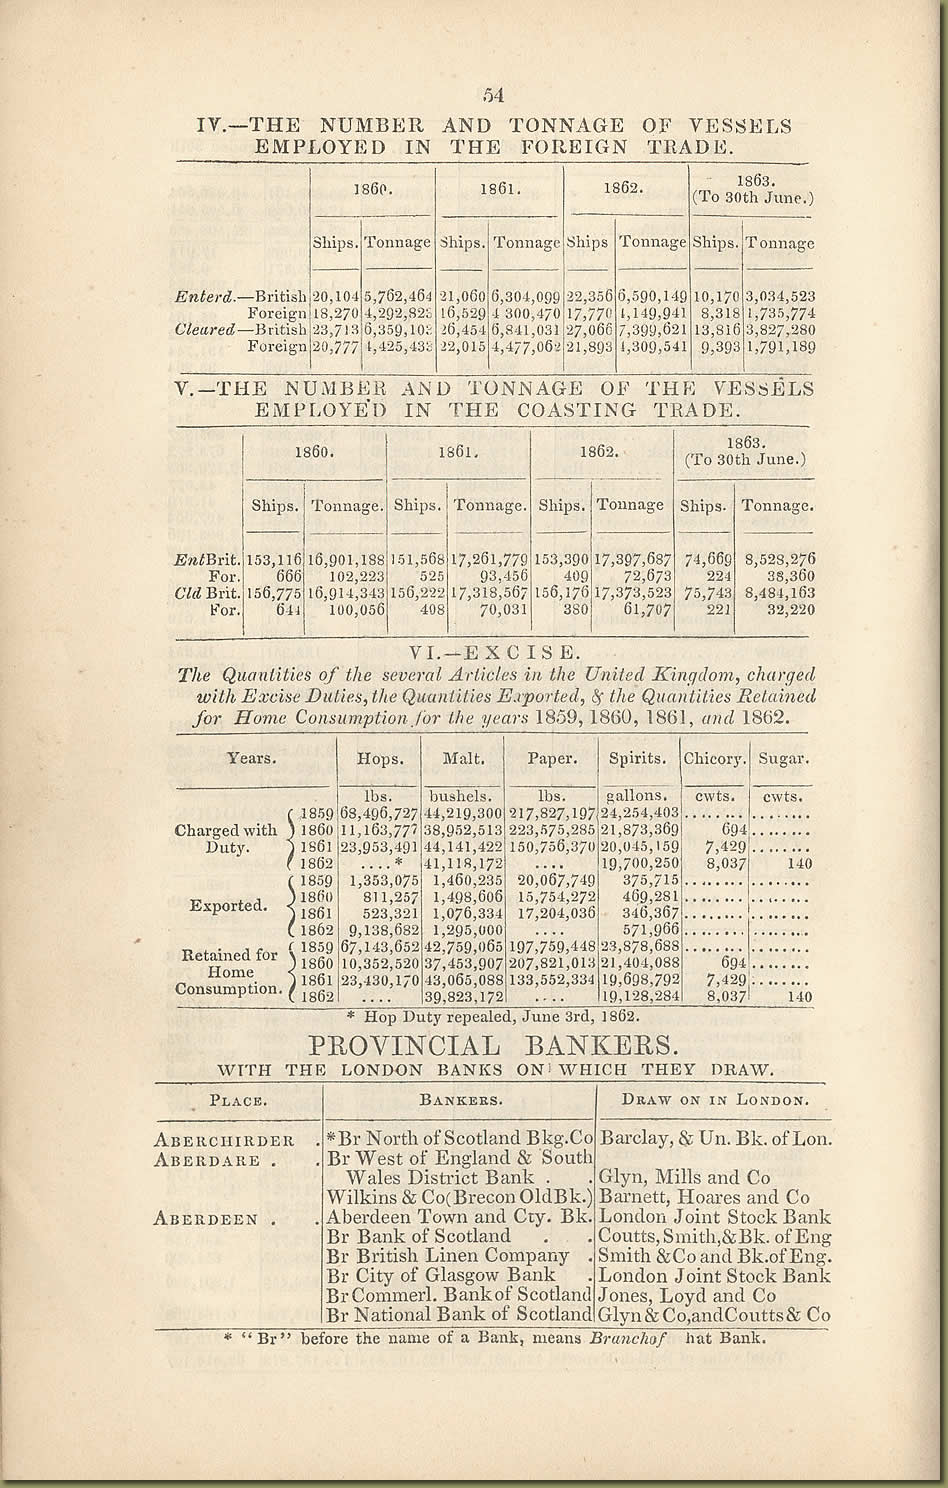 54
IV.—THE NUMBER AND TONNAGE OF VESSELS
EMPLOYED IN THE FOREIGN TRADE.
1860. 1861. 1862. 1863.
(To 30th June.)
Ships. Tonnage Ships. Tonnage Ships Tonnage Ships. Tonnage
Enterd.—British 20,104 5,762,464 21,060 6,304,099 22,356 6,590,149 10,170 3,034,523
Foreign 18,270 16,529 4 300,470 17,770 4,149,941 8,318 1,735,774
Cleared—British 23,713 26,454 6,841,031 27,066 7,399,621 13,816 3,827,280
Foreign 20,777 22,015 4,477,062 21,893 4,309,541 9,393 1,791,189
V.—THE NUMBER AND TONNAGE OF THE VESSELS
EMPLOYED IN THE COASTING TRADE.
1860. 1861. 1862. 1863.
(To 30th June.)
Ships. Tonnage. Ships. Tonnage. Ships. Tonnage Ships. Tonnage.
Ent Brit. 153,116 16,901,188 151,568 17,261,779 153,390 17,397,687 74,669 8,528,276
For. 666 102,223 525 93,456 409 72,673 224 38,360
Cld Brit. 156,775 16,914,343 156,222 17,318,567 156,176 17,373,523 75,743 8,484,163
For. 644 100,056 408 70,031 380 61,707 221 32,220
VI.—EXCISE.
The Quantities of the several Articles in the United Kingdom, charged
with Excise Duties, the Quantities Exported, & the Quantities Retained
for Home Consumption for the years 1859, 1860, 1861, and 1862.
Years. Hops. Malt. Paper. Spirits. Chicory. Sugar.
lbs. bushels. lbs. gallons. cwts. cwts.
Charged with Duty.
1859 68,496,727 44,219,300 217,827,197 24,254,403 ........ ........
1860 11,163,777 38,952,513 223,575,285 21,873,369 694 ........
1861 23,953,491 44,141,422 150,756,370 20,045,159 7,429 ........
1862 ....* 41,118,172 .... 19,700,250 8,037 140
Exported.
1859 1,353,075 1,460,235 20,067,749 375,715 ........ ........
1860 811,257 1,498,606 15,754,272 469,281 ........ ........
1861 523,321 1,076,334 17,204,036 346,367 ........ ........
1862 9,138,682 1,295,000 .... 571,966 ........ ........
Retained for Home Consumption.
1859 67,143,652 42,759,065 197,759,448 23,878,688 ........ ........
1860 10,352,520 37,453,907 207,821,013 21,404,088 694 ........
1861 23,430,170 43,065,088 133,552,334 19,698,792 7,429 ........
1862 .... 39,823,172 .... 19,128,284 8,037 140
* Hop Duty repealed, June 3rd, 1862.
PROVINCIAL BANKERS.
WITH THE LONDON BANKS ON WHICH THEY DRAW.
PLACE. BANKERS. DRAW ON IN LONDON.
ABERCHIRDER . *Br North of Scotland Bkg.Co Barclay, & Un. Bk. of Lon.
ABERDARE . . Br West of England & South
Wales District Bank . . Glyn, Mills and Co
Wilkins & Co(Brecon OldBk.) Barnett, Hoares and Co
ABERDEEN . . Aberdeen Town and Cty. Bk. London Joint Stock Bank
Br Bank of Scotland . . Coutts, Smith,&Bk. of Eng
Br British Linen Company . Smith &Co and Bk.of Eng.
Br City of Glasgow Bank . London Joint Stock Bank
Br Commerl. Bank of Scotland Jones, Loyd and Co
Br National Bank of Scotland Glyn & Co,and Coutts & Co
* "Br" before the name of a Bank, means Branch of hat Bank.